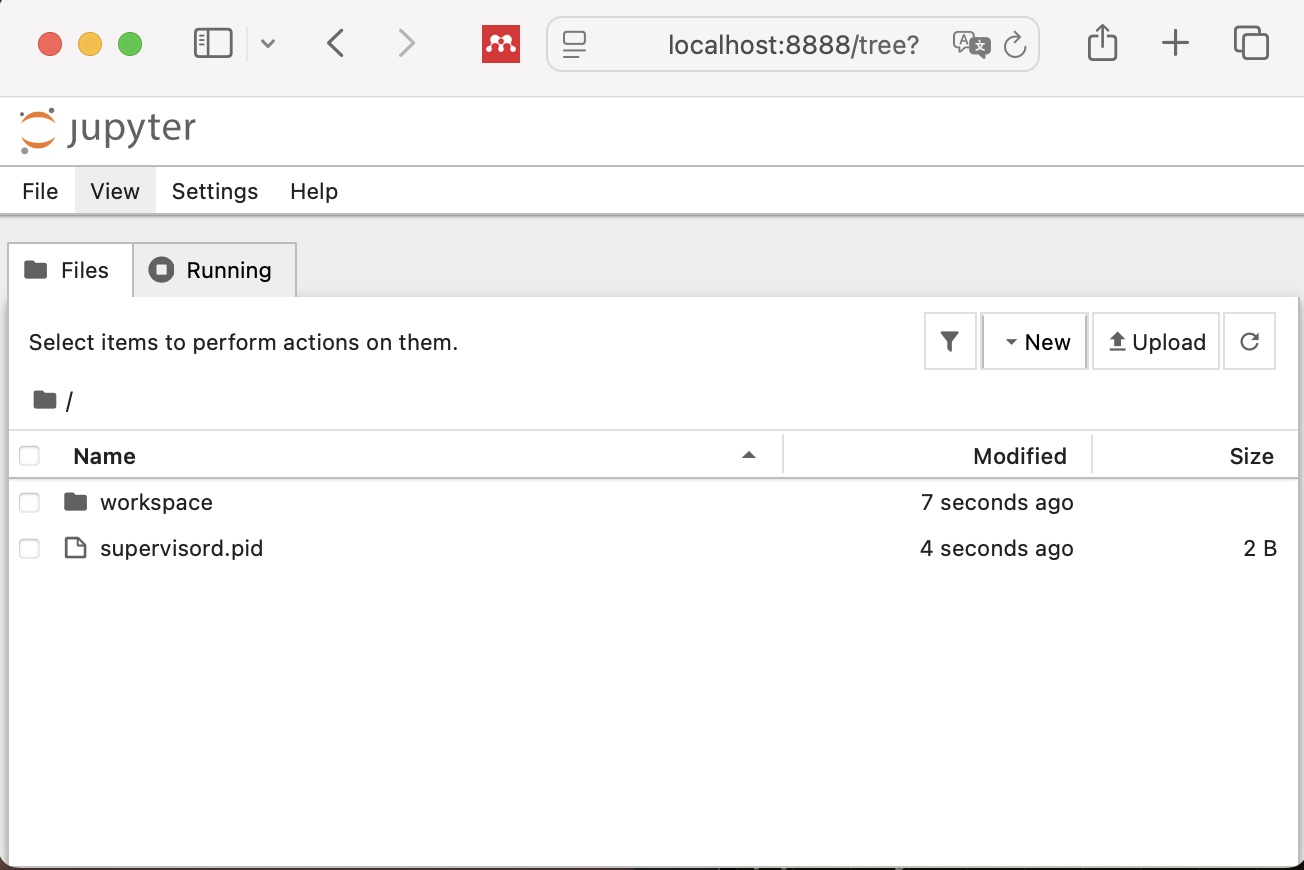 localhost:8888/tree?
jupyter
File View Settings Help
Files Running
Select items to perform actions on them.
New Upload
/
Name Modified Size
workspace 7 seconds ago
supervisord.pid 4 seconds ago 2 B